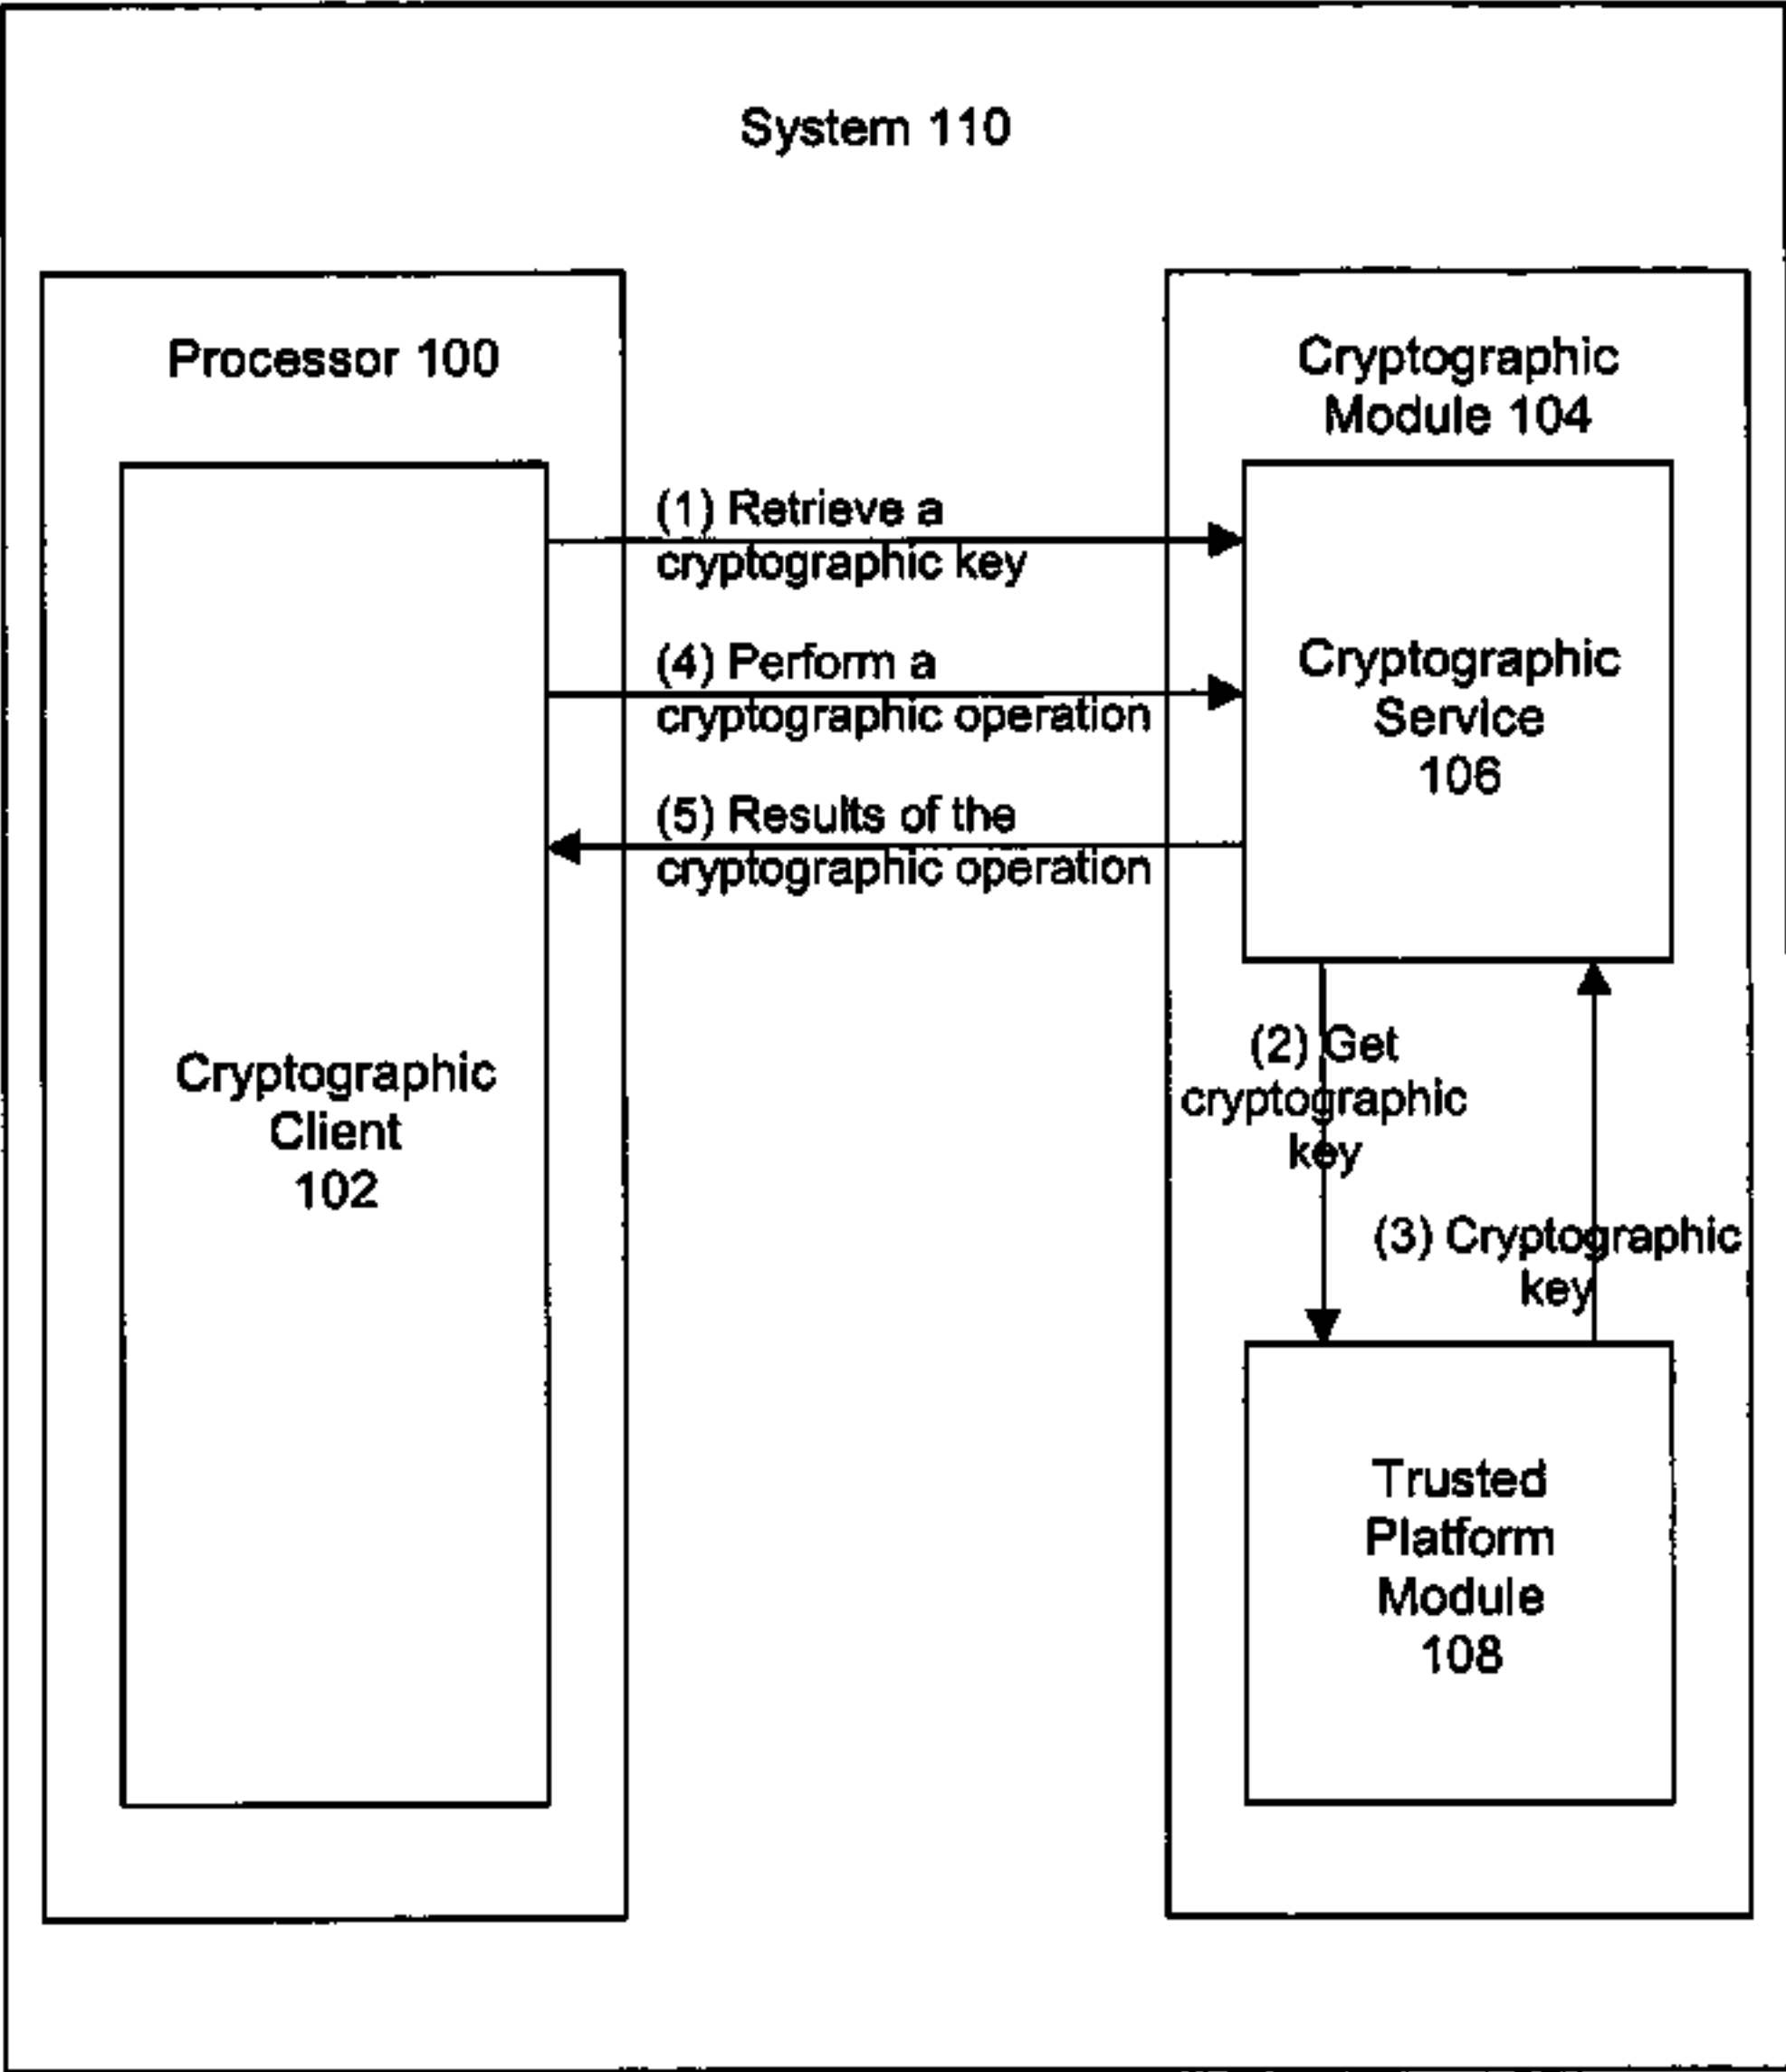 System 110
Processor 100
Cryptographic
Client
102
(1) Retrieve a
cryptographic key
(4) Perform a
cryptographic operation
(5) Results of the
cryptographic operation
Cryptographic
Module 104
Cryptographic
Service
106
(2) Get
cryptographic
key
(3) Cryptographic
key
Trusted
Platform
Module
108